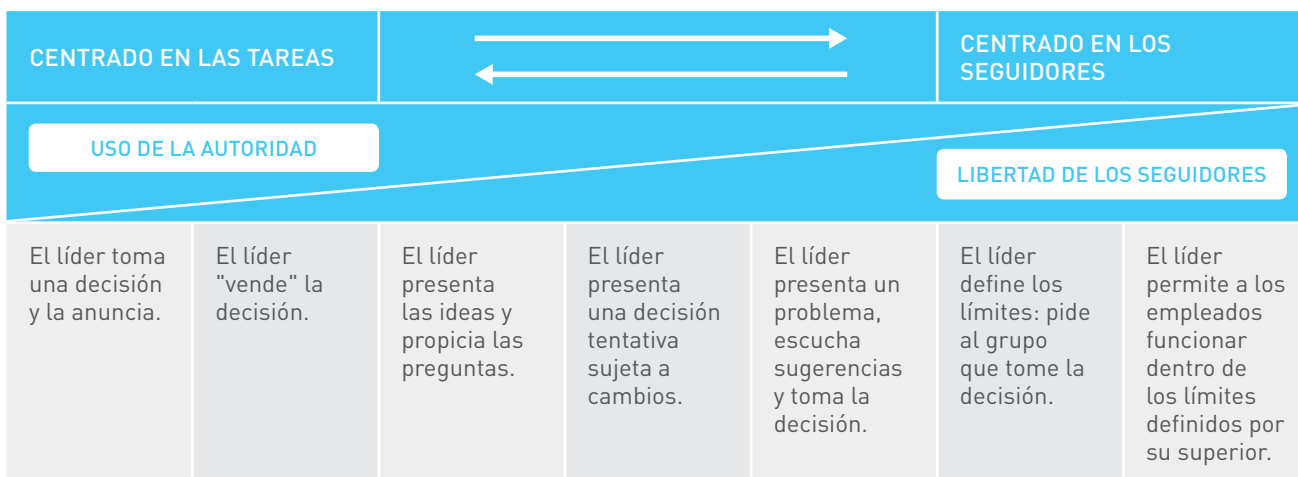 CENTRADO EN LAS TAREAS
CENTRADO EN LOS
SEGUIDORES
USO DE LA AUTORIDAD
LIBERTAD DE LOS SEGUIDORES
El líder toma
una decisión
y la anuncia.
El líder
"vende" la
decisión.
El líder
presenta
las ideas y
propicia las
preguntas.
El líder
presenta
una decisión
tentativa
sujeta a
cambios.
El líder
presenta un
problema,
escucha
sugerencias
y toma la
decisión.
El líder
define los
límites: pide
al grupo
que tome la
decisión.
El líder
permite a los
empleados
funcionar
dentro de
los límites
definidos por
su superior.